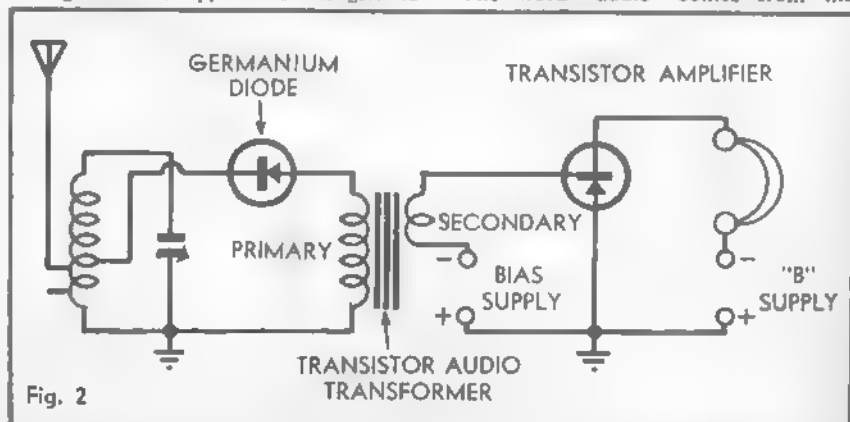 GERMANIUM
DIODE
TRANSISTOR AMPLIFIER
PRIMARY
SECONDARY
-
BIAS
SUPPLY
+
-
"B"
SUPPLY
+
TRANSISTOR AUDIO
TRANSFORMER
Fig. 2